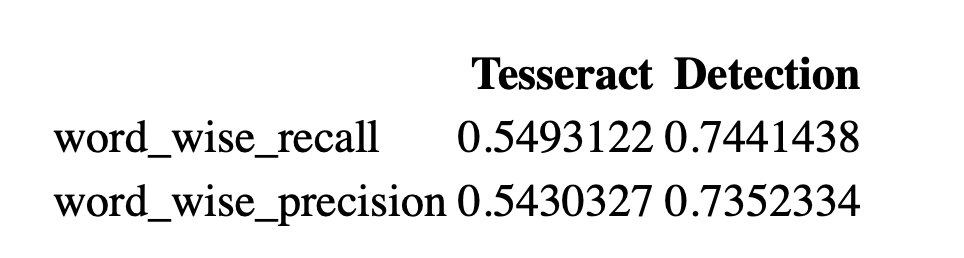 Tesseract Detection
word_wise_recall 0.5493122 0.7441438
word_wise_precision 0.5430327 0.7352334